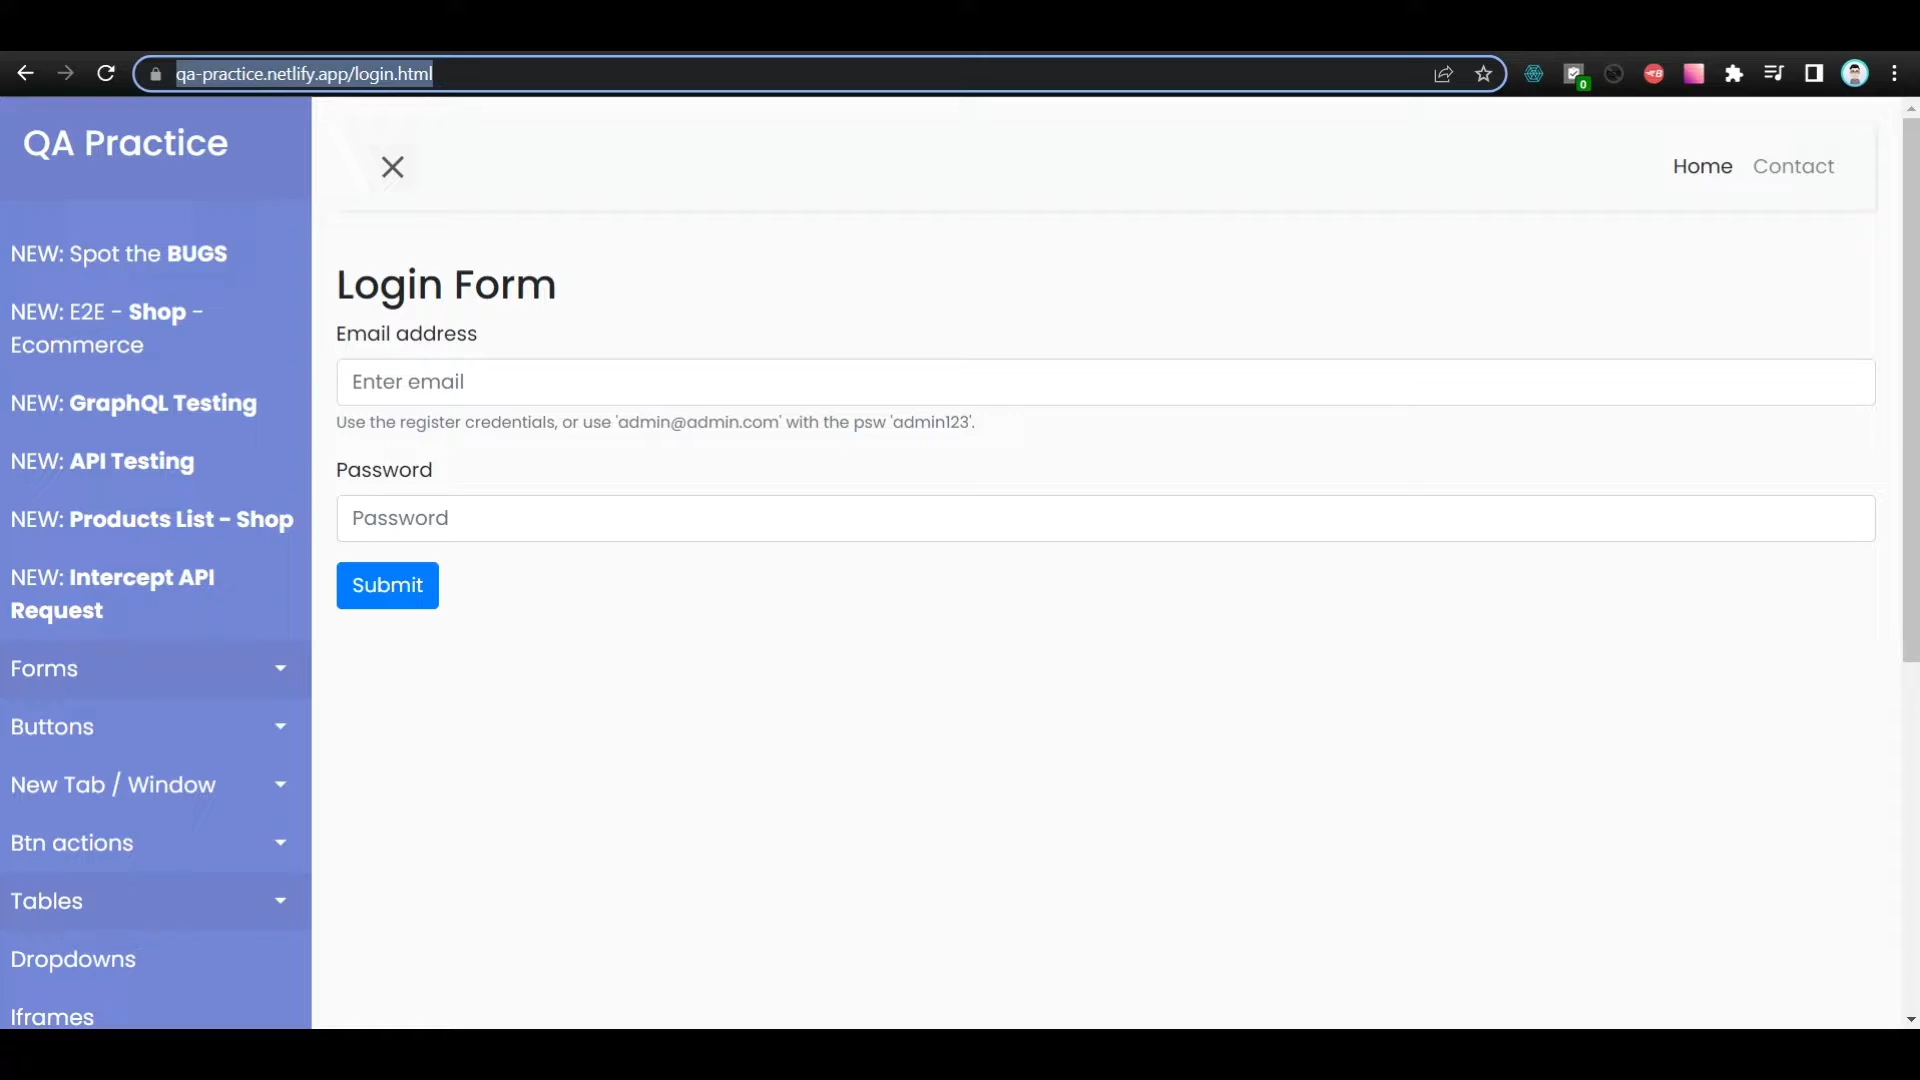 qa-practice.netlify.app/login.html
0
QA Practice
Home Contact
NEW: Spot the BUGS
NEW: E2E - Shop -
Ecommerce
NEW: GraphQL Testing
NEW: API Testing
NEW: Products List - Shop
NEW: Intercept API
Request
Forms
Buttons
New Tab / Window
Btn actions
Tables
Dropdowns
Iframes
Login Form
Email address
Enter email
Use the register credentials, or use 'admin@admin.com' with the psw 'admin123'.
Password
Password
Submit